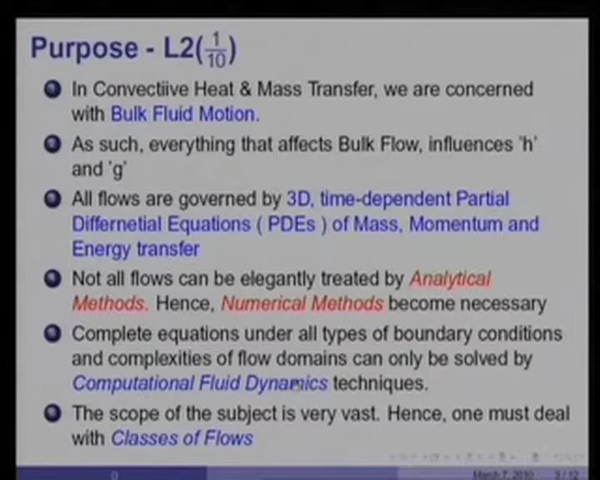 Purpose - L2(1/10)
In Convectiive Heat & Mass Transfer, we are concerned
with Bulk Fluid Motion.
As such, everything that affects Bulk Flow, influences 'h'
and 'g'
All flows are governed by 3D, time-dependent Partial
Differnetial Equations ( PDEs ) of Mass, Momentum and
Energy transfer
Not all flows can be elegantly treated by Analytical
Methods. Hence, Numerical Methods become necessary
Complete equations under all types of boundary conditions
and complexities of flow domains can only be solved by
Computational Fluid Dynamics techniques.
The scope of the subject is very vast. Hence, one must deal
with Classes of Flows
March 7, 2010 3 / 12